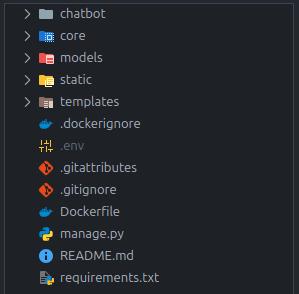 chatbot
core
models
static
templates
.dockerignore
.env
.gitattributes
.gitignore
Dockerfile
manage.py
README.md
requirements.txt